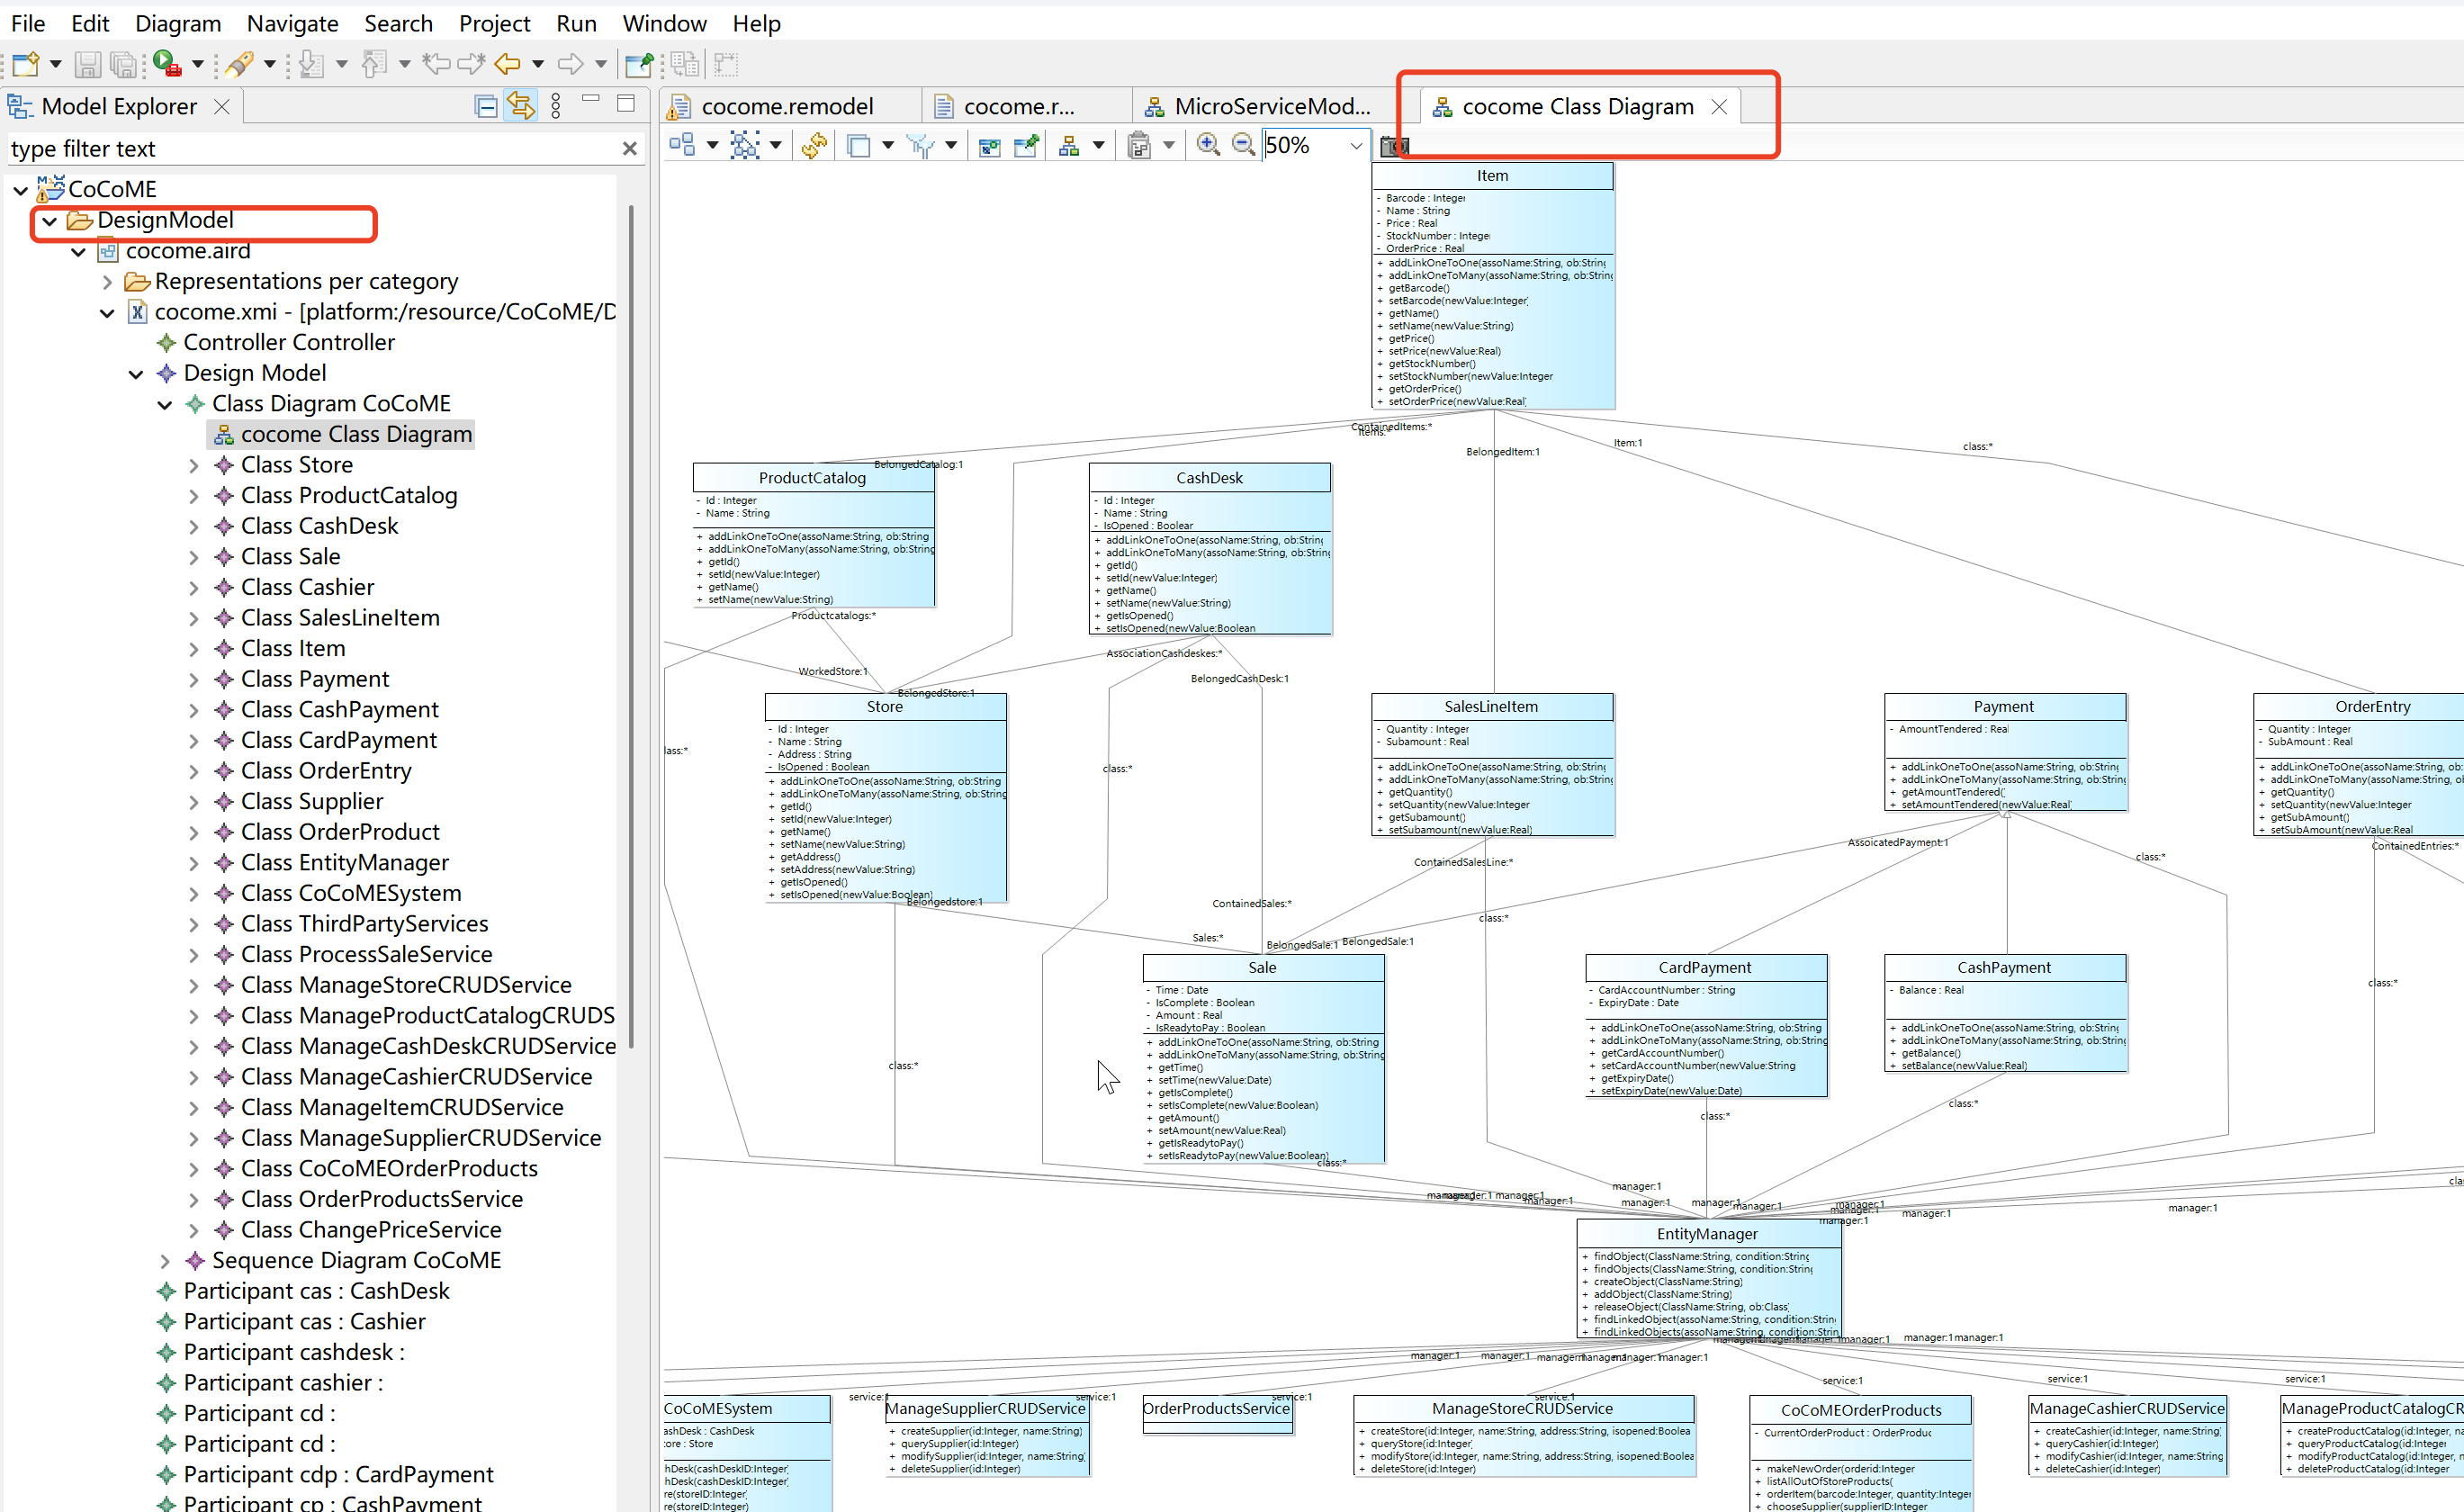 File Edit Diagram Navigate Search Project Run Window Help
Model Explorer
type filter text
CoCoME
DesignModel
cocome.aird
Representations per category
cocome.xmi - [platform:/resource/CoCoME/D
Controller Controller
Design Model
Class Diagram CoCoME
cocome Class Diagram
Class Store
Class ProductCatalog
Class CashDesk
Class Sale
Class Cashier
Class SalesLineItem
Class Item
Class Payment
Class CashPayment
Class CardPayment
Class OrderEntry
Class Supplier
Class OrderProduct
Class EntityManager
Class CoCoMESystem
Class ThirdPartyServices
Class ProcessSaleService
Class ManageStoreCRUDService
Class ManageProductCatalogCRUDS
Class ManageCashDeskCRUDService
Class ManageCashierCRUDService
Class ManageItemCRUDService
Class ManageSupplierCRUDService
Class CoCoMEOrderProducts
Class OrderProductsService
Class ChangePriceService
Sequence Diagram CoCoME
Participant cas : CashDesk
Participant cas : Cashier
Participant cashdesk :
Participant cashier :
Participant cd :
Participant cd :
Participant cdp : CardPayment
Participant cp : CashPayment
cocome.remodel
cocome.r...
MicroServiceMod...
cocome Class Diagram
50%
Item
- Barcode : Integer
- Name : String
- Price : Real
- StockNumber : Intege
- OrderPrice : Real
+ addLinkOneToOne(assoName:String, ob:String
+ addLinkOneToMany(assoName:String, ob:String
+ getBarcode()
+ setBarcode(newValue:Integer)
+ getName()
+ setName(newValue:String)
+ getPrice()
+ setPrice(newValue:Real)
+ getStockNumber()
+ setStockNumber(newValue:Integer
+ getOrderPrice()
+ setOrderPrice(newValue:Real)
ContainedItems:*
Items:*
BelongedItem:1
Item:1
class:*
BelongedCatalog:1
ProductCatalog
- Id : Integer
- Name : String
+ addLinkOneToOne(assoName:String, ob:String
+ addLinkOneToMany(assoName:String, ob:String
+ getId()
+ setId(newValue:Integer)
+ getName()
+ setName(newValue:String)
Productcatalogs:*
CashDesk
- Id : Integer
- Name : String
- IsOpened : Boolear
+ addLinkOneToOne(assoName:String, ob:String
+ addLinkOneToMany(assoName:String, ob:String
+ getId()
+ setId(newValue:Integer)
+ getName()
+ setName(newValue:String)
+ getIsOpened()
+ setIsOpened(newValue:Boolean
AssociationCashdeskes:*
WorkedStore:1
BelongedCashDesk:1
BelongedStore:1
Store
- Id : Integer
- Name : String
- Address : String
- IsOpened : Boolean
+ addLinkOneToOne(assoName:String, ob:String
+ addLinkOneToMany(assoName:String, ob:String
+ getId()
+ setId(newValue:Integer)
+ getName()
+ setName(newValue:String)
+ getAddress()
+ setAddress(newValue:String)
+ getIsOpened()
+ setIsOpened(newValue:Boolean)
Belongedstore:1
lass:*
class:*
SalesLineItem
- Quantity : Integer
- Subamount : Real
+ addLinkOneToOne(assoName:String, ob:String
+ addLinkOneToMany(assoName:String, ob:String
+ getQuantity()
+ setQuantity(newValue:Integer
+ getSubamount()
+ setSubamount(newValue:Real)
ContainedSalesLine:*
Payment
- AmountTendered : Real
+ addLinkOneToOne(assoName:String, ob:String
+ addLinkOneToMany(assoName:String, ob:String
+ getAmountTendered()
+ setAmountTendered(newValue:Real)
AssoicatedPayment:1
class:*
OrderEntry
- Quantity : Integer
- SubAmount : Real
+ addLinkOneToOne(assoName:String, ob:
+ addLinkOneToMany(assoName:String, o
+ getQuantity()
+ setQuantity(newValue:Integer
+ getSubAmount()
+ setSubAmount(newValue:Real
ContainedEntries:*
ContainedSales:*
class:*
Sales:*
BelongedSale:1
BelongedSale:1
Sale
- Time : Date
- IsComplete : Boolean
- Amount : Real
- IsReadytoPay : Boolean
+ addLinkOneToOne(assoName:String, ob:String
+ addLinkOneToMany(assoName:String, ob:String
+ getTime()
+ setTime(newValue:Date)
+ getIsComplete()
+ setIsComplete(newValue:Boolean)
+ getAmount()
+ setAmount(newValue:Real)
+ getIsReadytoPay()
+ setIsReadytoPay(newValue:Boolean)
class:*
CardPayment
- CardAccountNumber : String
- ExpiryDate : Date
+ addLinkOneToOne(assoName:String, ob:String
+ addLinkOneToMany(assoName:String, ob:String
+ getCardAccountNumber()
+ setCardAccountNumber(newValue:String
+ getExpiryDate()
+ setExpiryDate(newValue:Date)
class:*
CashPayment
- Balance : Real
+ addLinkOneToOne(assoName:String, ob:String
+ addLinkOneToMany(assoName:String, ob:String
+ getBalance()
+ setBalance(newValue:Real)
class:*
class:*
class:*
clas
manager:1
manager:1
manager:1
manager:1
manager:1
manager:1
manager:1
manager:1
manager:1
manager:1
manager:1
manager:1
EntityManager
+ findObject(ClassName:String, condition:String
+ findObjects(ClassName:String, condition:String
+ createObject(ClassName:String)
+ addObject(ClassName:String)
+ releaseObject(ClassName:String, ob:Class)
+ findLinkedObject(assoName:String, condition:String
+ findLinkedObjects(assoName:String, condition:Strin
manager:1
manager:1 manager:1
manager:1
manager:1
manager:1
service:1
service:1
service:1
service:1
service:1
service:1
service:1
CoCoMESystem
ashDesk : CashDesk
ore : Store
hDesk(cashDeskID:Integer)
hDesk(cashDeskID:Integer)
re(storeID:Integer)
re(storeID:Integer)
ManageSupplierCRUDService
+ createSupplier(id:Integer, name:String)
+ querySupplier(id:Integer)
+ modifySupplier(id:Integer, name:String)
+ deleteSupplier(id:Integer)
OrderProductsService
ManageStoreCRUDService
+ createStore(id:Integer, name:String, address:String, isopened:Boolea
+ queryStore(id:Integer)
+ modifyStore(id:Integer, name:String, address:String, isopened:Boolea
+ deleteStore(id:Integer)
CoCoMEOrderProducts
- CurrentOrderProduct : OrderProduc
+ makeNewOrder(orderid:Integer
+ listAllOutOfStoreProducts(
+ orderItem(barcode:Integer, quantity:Integer
+ chooseSupplier(supplierID:Integer
ManageCashierCRUDService
+ createCashier(id:Integer, name:String)
+ queryCashier(id:Integer)
+ modifyCashier(id:Integer, name:String
+ deleteCashier(id:Integer)
ManageProductCatalogCR
+ createProductCatalog(id:Integer, na
+ queryProductCatalog(id:Integer
+ modifyProductCatalog(id:Integer, n
+ deleteProductCatalog(id:Integer